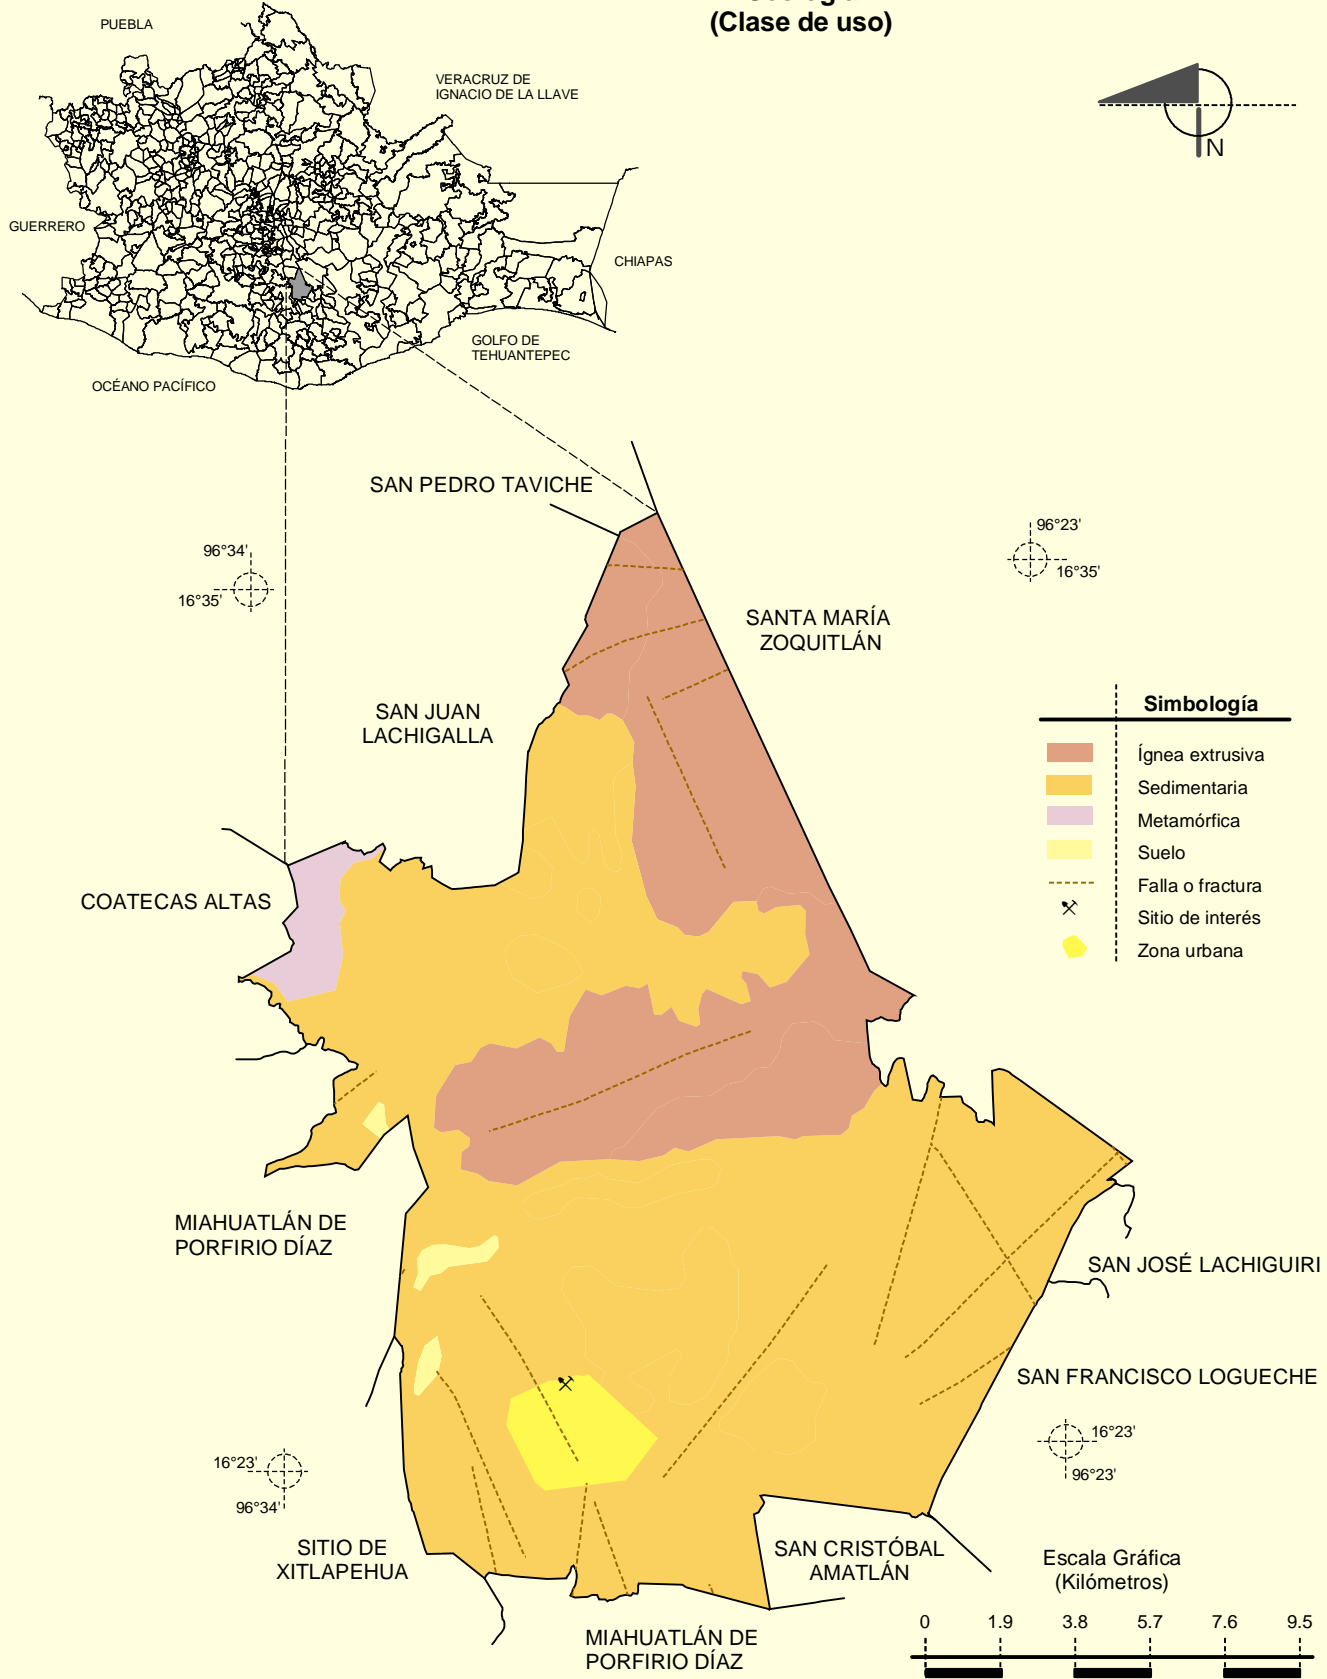 (Clase de uso)
PUEBLA
VERACRUZ DE
IGNACIO DE LA LLAVE
N
GUERRERO
CHIAPAS
GOLFO DE
TEHUANTEPEC
OCÉANO PACÍFICO
SAN PEDRO TAVICHE
96°34'
16°35'
96°23'
16°35'
SANTA MARÍA
ZOQUITLÁN
SAN JUAN
LACHIGALLA
Simbología
Ígnea extrusiva
Sedimentaria
Metamórfica
Suelo
Falla o fractura
Sitio de interés
Zona urbana
COATECAS ALTAS
MIAHUATLÁN DE
PORFIRIO DÍAZ
SAN JOSÉ LACHIGUIRI
SAN FRANCISCO LOGUECHE
16°23'
96°23'
16°23'
96°34'
SITIO DE
XITLAPEHUA
SAN CRISTÓBAL
AMATLÁN
MIAHUATLÁN DE
PORFIRIO DÍAZ
Escala Gráfica
(Kilómetros)
0 1.9 3.8 5.7 7.6 9.5